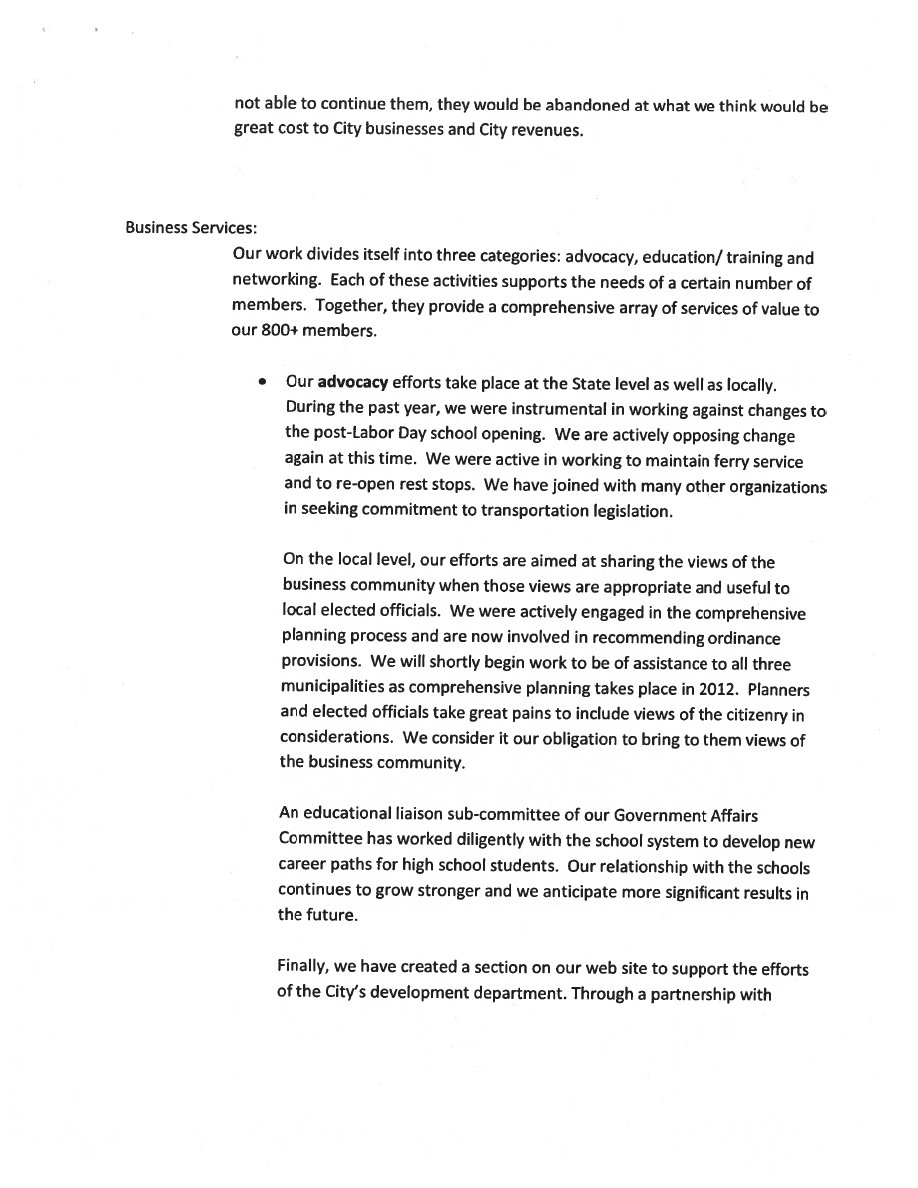 not able to continue them, they would be abandoned at what we think would be
great cost to City businesses and City revenues.
Business Services:
Our work divides itself into three categories: advocacy, education/ training and
networking.  Each of these activities supports the needs of a certain number of
members.  Together, they provide a comprehensive array of services of value to
our 800+ members.
• Our advocacy efforts take place at the State level as well as locally.
During the past year, we were instrumental in working against changes to
the post-Labor Day school opening.  We are actively opposing change
again at this time.  We were active in working to maintain ferry service
and to re-open rest stops.  We have joined with many other organizations
in seeking commitment to transportation legislation.
On the local level, our efforts are aimed at sharing the views of the
business community when those views are appropriate and useful to
local elected officials.  We were actively engaged in the comprehensive
planning process and are now involved in recommending ordinance
provisions.  We will shortly begin work to be of assistance to all three
municipalities as comprehensive planning takes place in 2012.  Planners
and elected officials take great pains to include views of the citizenry in
considerations.  We consider it our obligation to bring to them views of
the business community.
An educational liaison sub-committee of our Government Affairs
Committee has worked diligently with the school system to develop new
career paths for high school students.  Our relationship with the schools
continues to grow stronger and we anticipate more significant results in
the future.
Finally, we have created a section on our web site to support the efforts
of the City's development department. Through a partnership with